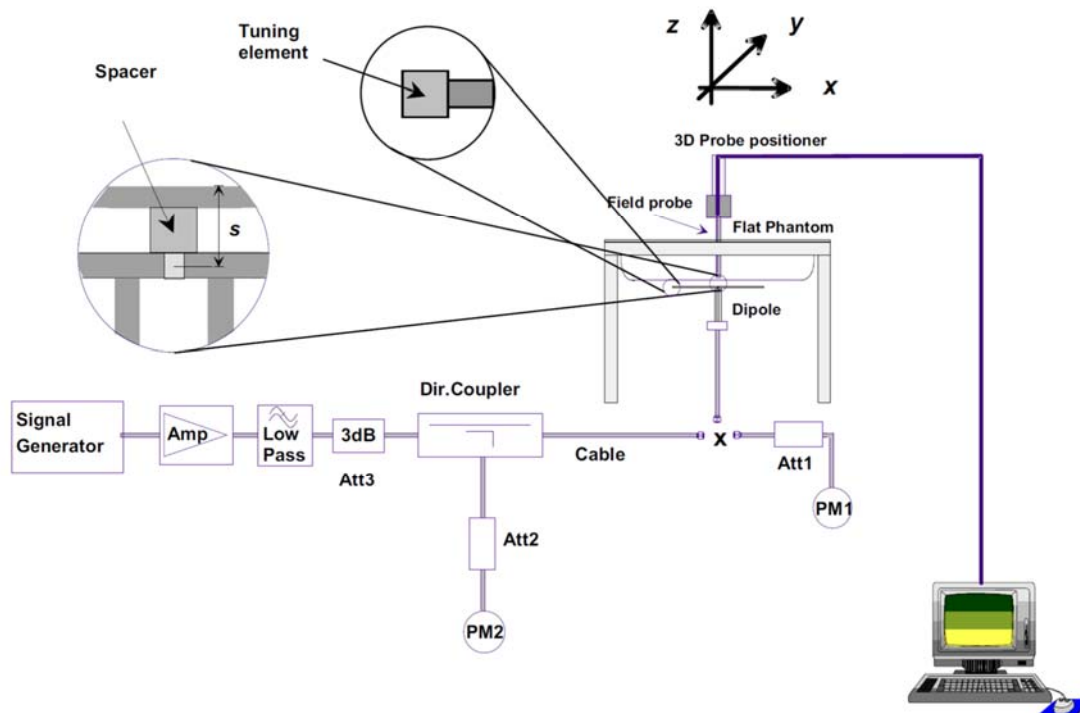 Tuning
element
Spacer
s
z
y
x
3D Probe positioner
Field probe
Flat Phantom
Dipole
Dir.Coupler
Signal
Generator
Amp
Low
Pass
3dB
Att3
Cable
x
Att1
PM1
Att2
PM2